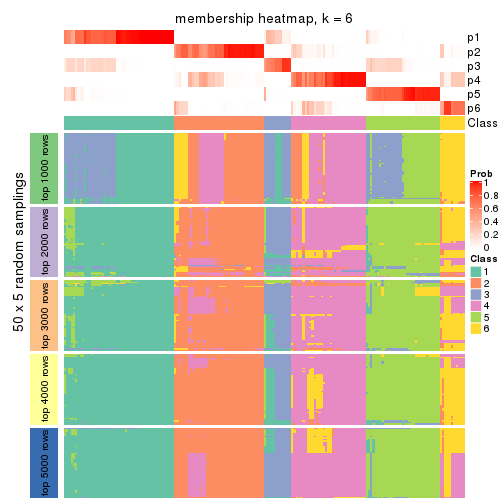 membership heatmap, k = 6
p1
p2
p3
p4
p5
p6
Class
50 x 5 random samplings
top 1000 rows
top 2000 rows
top 3000 rows
top 4000 rows
top 5000 rows
Prob
1
0.8
0.6
0.4
0.2
0
Class
1
2
3
4
5
6